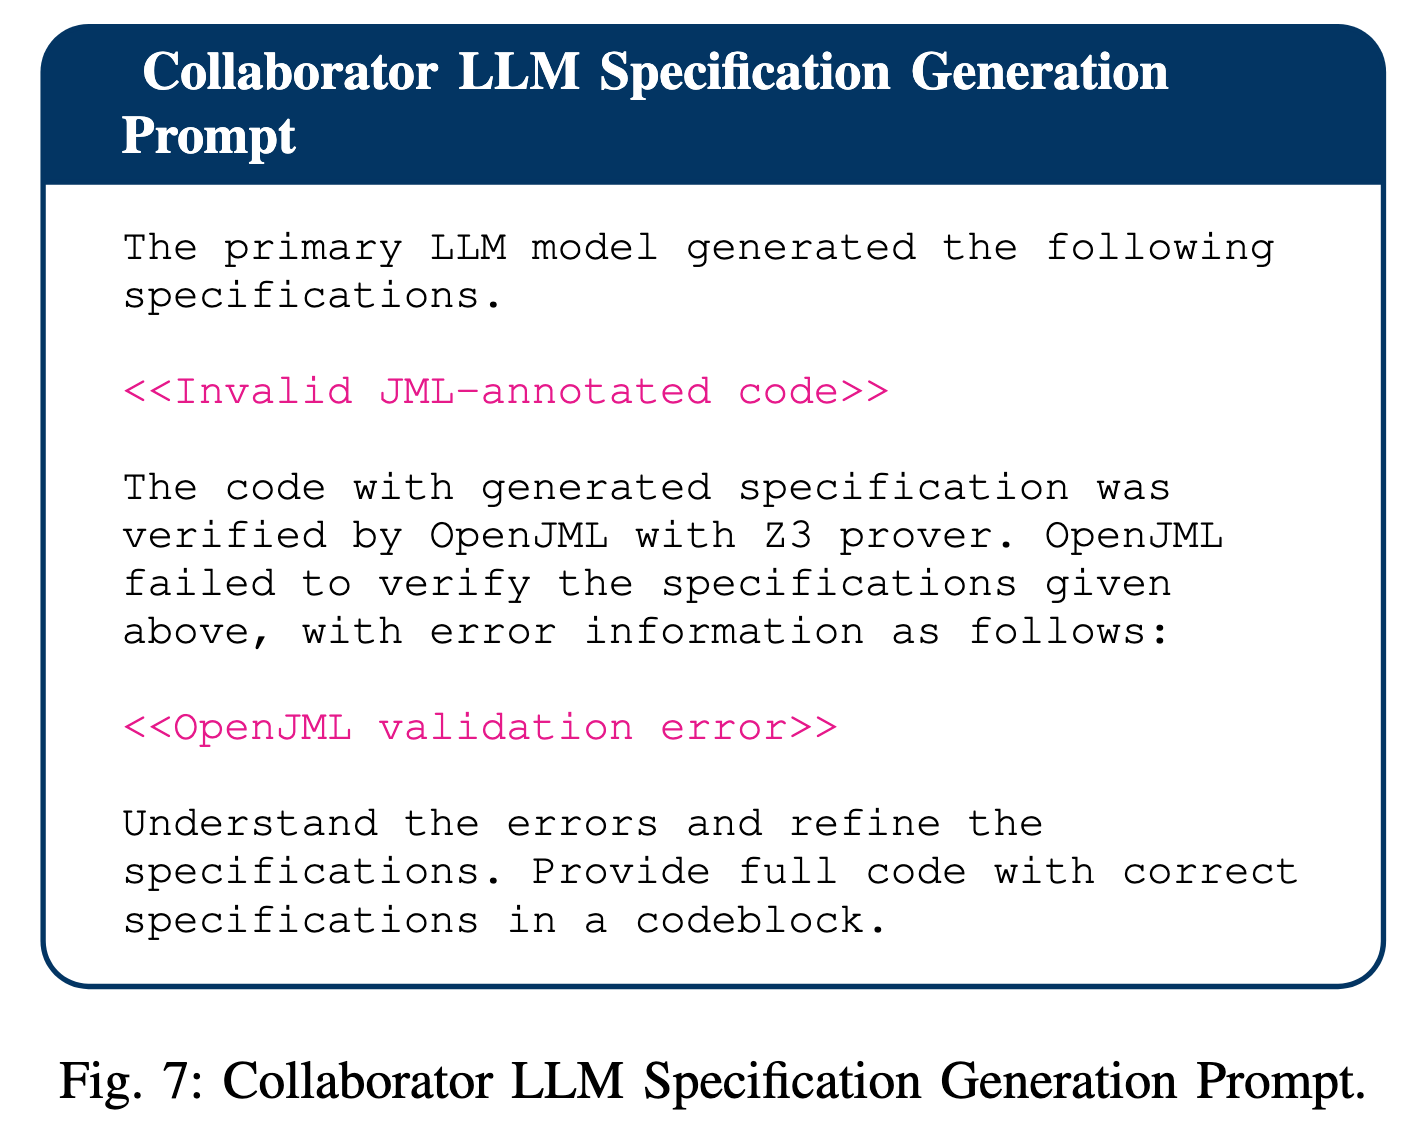 Collaborator LLM Specification Generation
Prompt
The primary LLM model generated the following
specifications.
<<Invalid JML-annotated code>>
The code with generated specification was
verified by OpenJML with Z3 prover. OpenJML
failed to verify the specifications given
above, with error information as follows:
<<OpenJML validation error>>
Understand the errors and refine the
specifications. Provide full code with correct
specifications in a codeblock.
Fig. 7: Collaborator LLM Specification Generation Prompt.